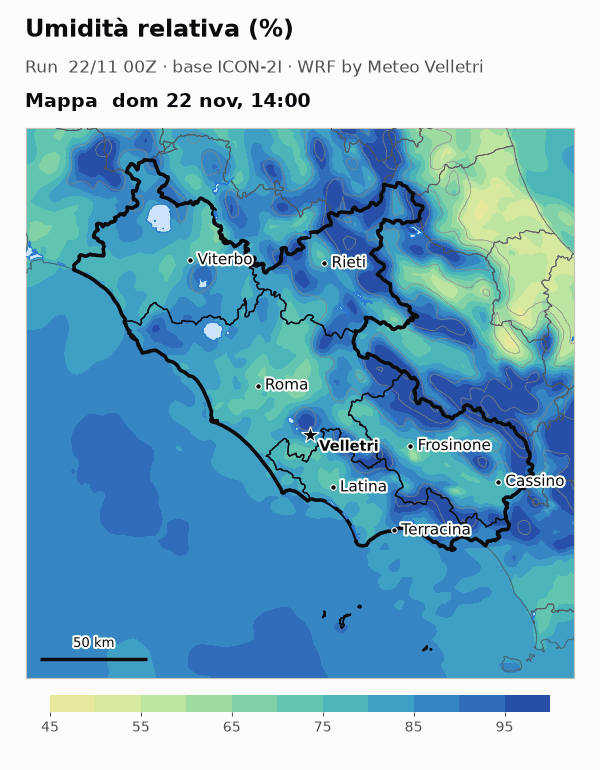 Umidità relativa (%)
Run 22/11 00Z · base ICON-2I · WRF by Meteo Velletri
Mappa dom 22 nov, 14:00
Viterbo
Rieti
Roma
Velletri
Frosinone
Cassino
Latina
Terracina
50 km
45 55 65 75 85 95